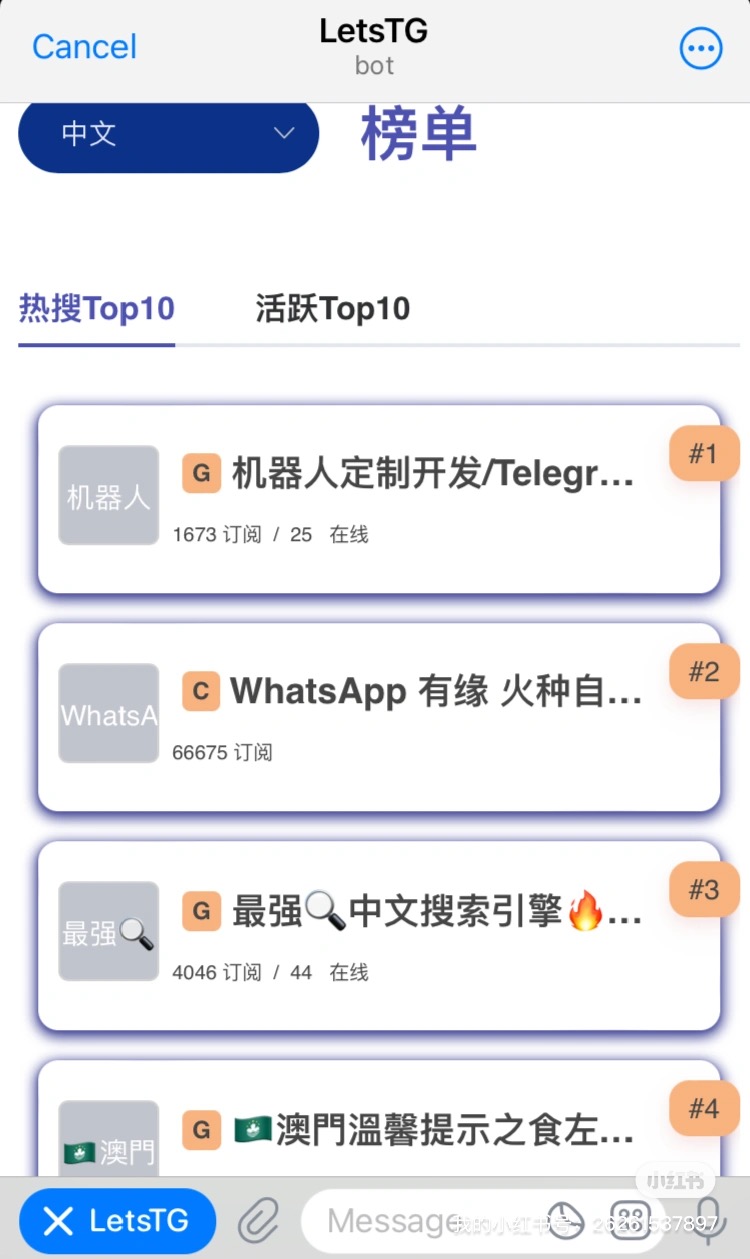 Cancel
LetsTG
bot
中文
榜单
热搜Top10
活跃Top10
机器人
G 机器人定制开发/Telegr...
#1
1673 订阅 / 25 在线
WhatsA
C WhatsApp 有缘 火种自...
#2
66675 订阅
最强🔍
G 最强🔍中文搜索引擎🔥...
#3
4046 订阅 / 44 在线
🇲🇴澳門
G 🇲🇴澳門溫馨提示之食左...
#4
小红书
LetsTG
Message
我的小红书号: 2626537897